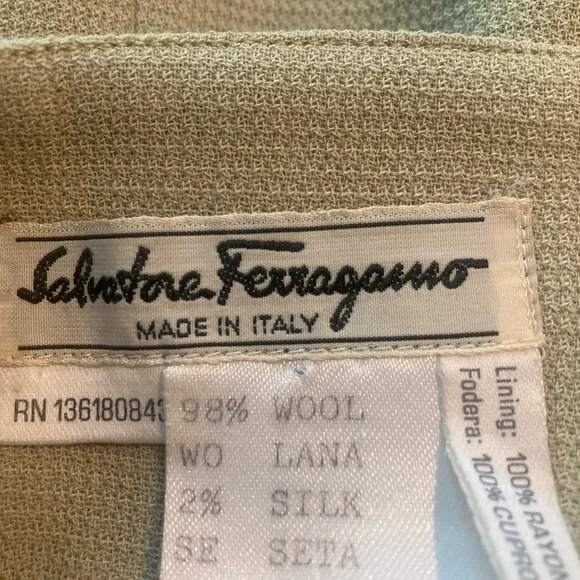 Salvatore Ferragamo
MADE IN ITALY
RN 136180843
98% WOOL
WO LANA
2% SILK
SE SETA
Lining: 100% RAYON
Fodera: 100% CUPRO